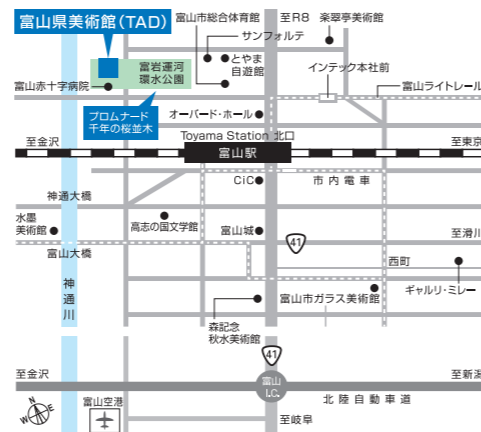 富山県美術館(TAD)
富山市総合体育館
至R8
楽翠亭美術館
サンフォルテ
とやま
自遊館
インテック本社前
富岩運河
環水公園
富山赤十字病院
富山ライトレール
プロムナード
千年の桜並木
オーバード・ホール
至金沢
Toyama Station 北口
至東京
富山駅
CiC
市内電車
神通大橋
水墨
美術館
高志の国文学館
富山城
41
至滑川
富山大橋
西町
神通川
富山市ガラス美術館
ギャルリ・ミレー
森記念
秋水美術館
41
至金沢
富山
I.C.
至新潟
北陸自動車道
N
E
W
S
富山空港
至岐阜